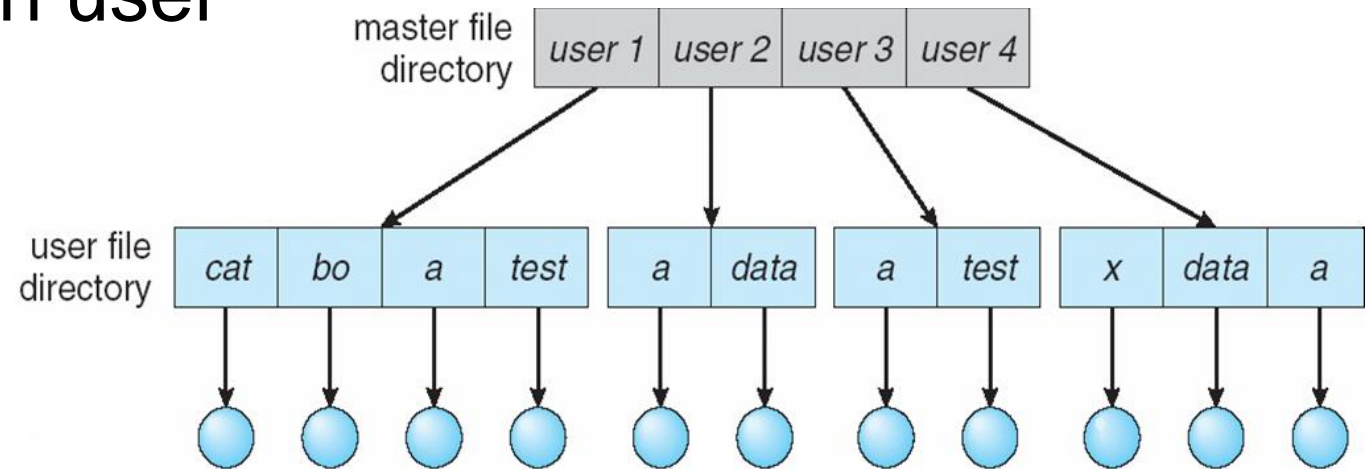 user
master file
directory
user 1 user 2 user 3 user 4
user file
directory
cat bo a test a data a test x data a